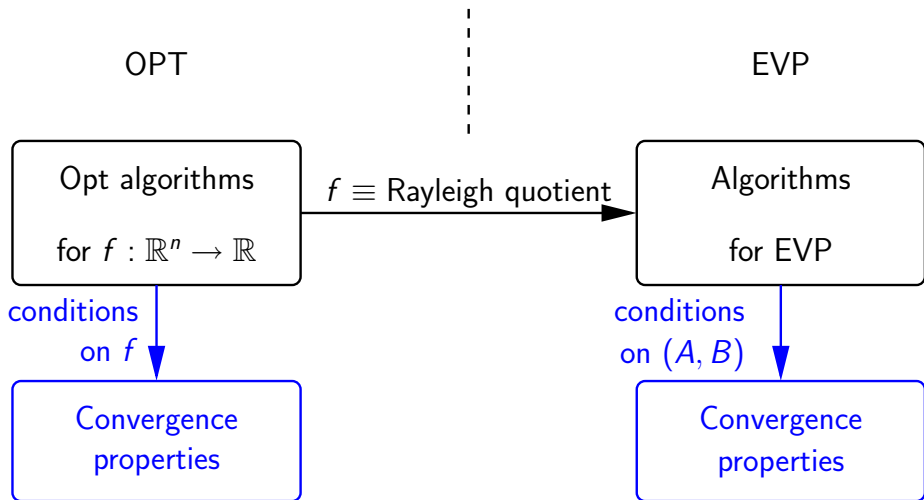 OPT
EVP
Opt algorithms
for f : ℝⁿ → ℝ
f ≡ Rayleigh quotient
Algorithms
for EVP
conditions
on f
conditions
on (A, B)
Convergence
properties
Convergence
properties